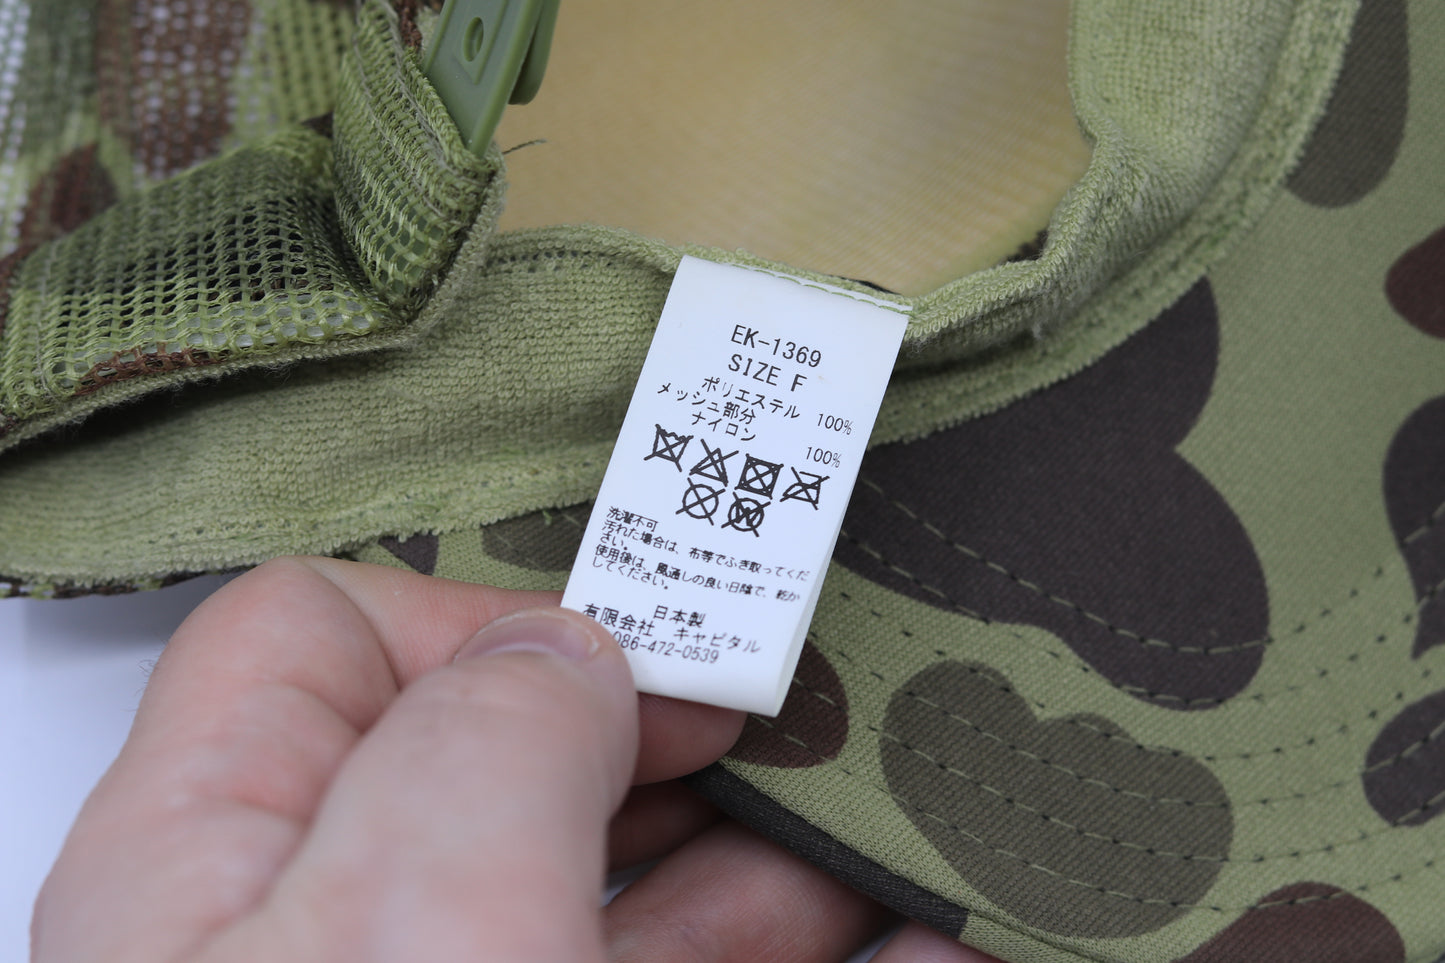 EK-1369
SIZE F
ポリエステル 100%
メッシュ部分
ナイロン 100%
洗濯不可
汚れた場合は、布等でふき取ってくだ
さい。
使用後は、風通しの良い日陰で、乾か
してください。
日本製
有限会社 キャピタル
086-472-0539